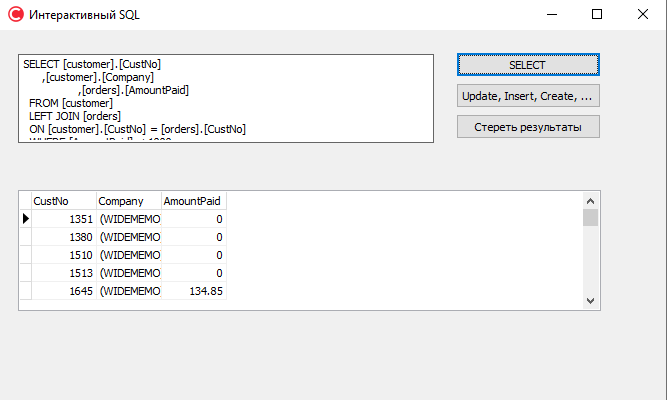 Интерактивный SQL
SELECT [customer].[CustNo]
,[customer].[Company]
,[orders].[AmountPaid]
FROM [customer]
LEFT JOIN [orders]
ON [customer].[CustNo] = [orders].[CustNo]
SELECT
Update, Insert, Create, ...
Стереть результаты
CustNo Company AmountPaid
1351 (WIDEMEMO 0
1380 (WIDEMEMO 0
1510 (WIDEMEMO 0
1513 (WIDEMEMO 0
1645 (WIDEMEMO 134.85